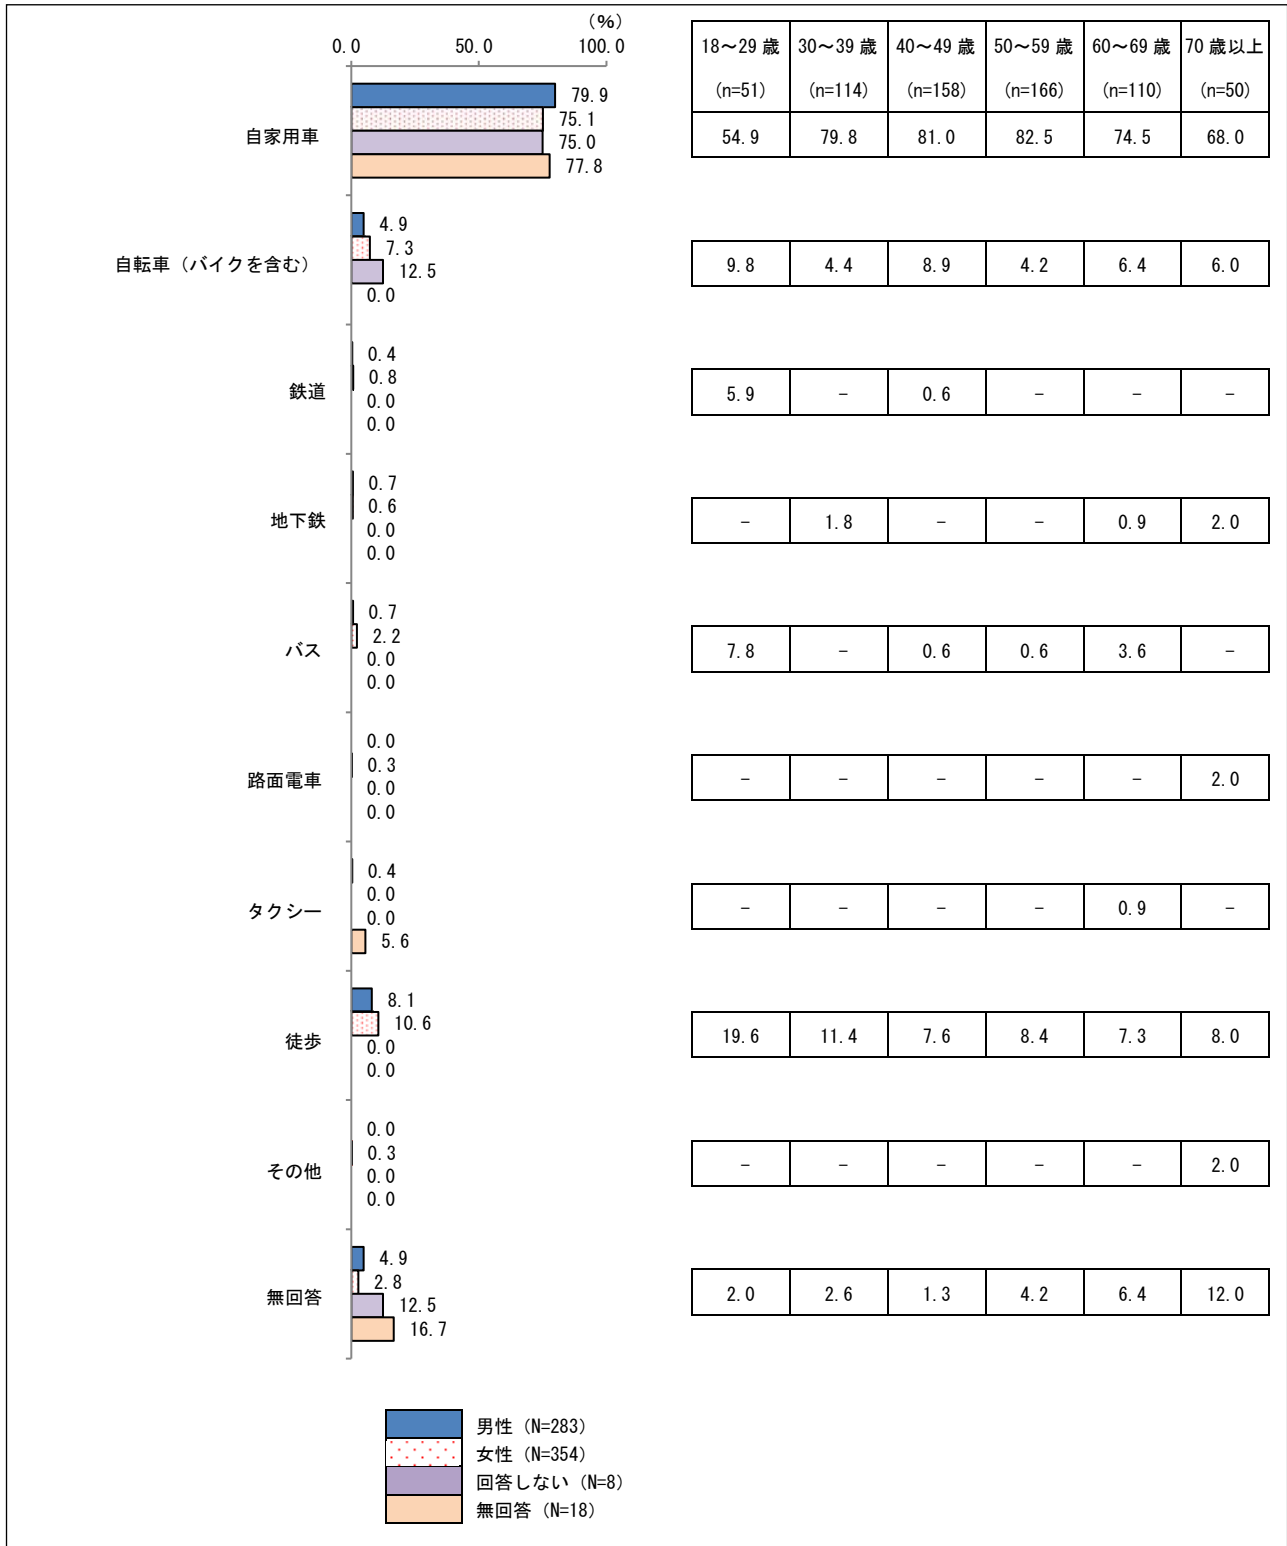 (%)
0.0 50.0 100.0
18～29 歳 30～39 歳 40～49 歳 50～59 歳 60～69 歳 70 歳以上
(n=51) (n=114) (n=158) (n=166) (n=110) (n=50)
79.9
75.1
自家用車 54.9 79.8 81.0 82.5 74.5 68.0
75.0
77.8
4.9
7.3
自転車（バイクを含む） 9.8 4.4 8.9 4.2 6.4 6.0
12.5
0.0
0.4
0.8
鉄道 5.9 － 0.6 － － －
0.0
0.0
0.7
0.6
地下鉄 － 1.8 － － 0.9 2.0
0.0
0.0
0.7
2.2
バス 7.8 － 0.6 0.6 3.6 －
0.0
0.0
0.0
0.3
路面電車 － － － － － 2.0
0.0
0.0
0.4
0.0
タクシー － － － － 0.9 －
0.0
5.6
8.1
10.6
徒歩 19.6 11.4 7.6 8.4 7.3 8.0
0.0
0.0
0.0
0.3
その他 － － － － － 2.0
0.0
0.0
4.9
2.8
無回答 2.0 2.6 1.3 4.2 6.4 12.0
12.5
16.7
男性（N=283）
女性（N=354）
回答しない（N=8）
無回答（N=18）